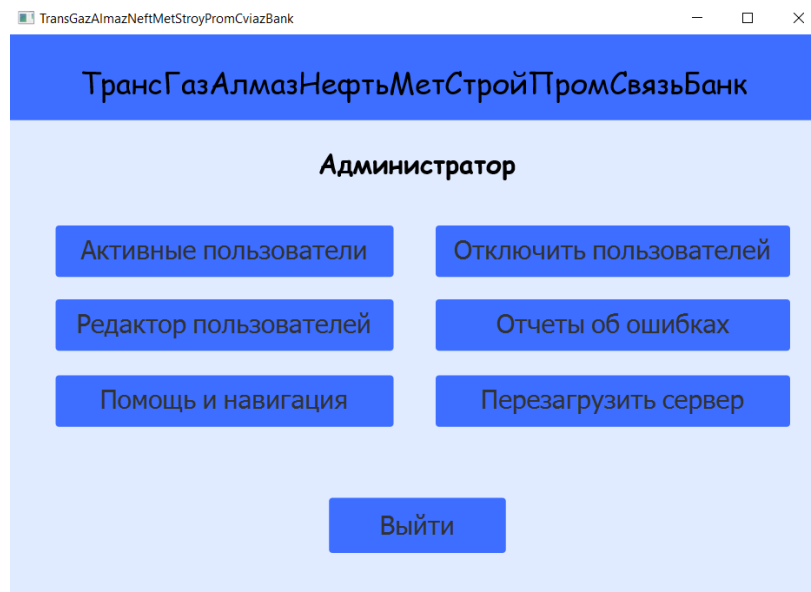 TransGazAlmazNeftMetStroyPromCviazBank
ТрансГазАлмазНефтьМетСтройПромСвязьБанк
Администратор
Активные пользователи
Отключить пользователей
Редактор пользователей
Отчеты об ошибках
Помощь и навигация
Перезагрузить сервер
Выйти